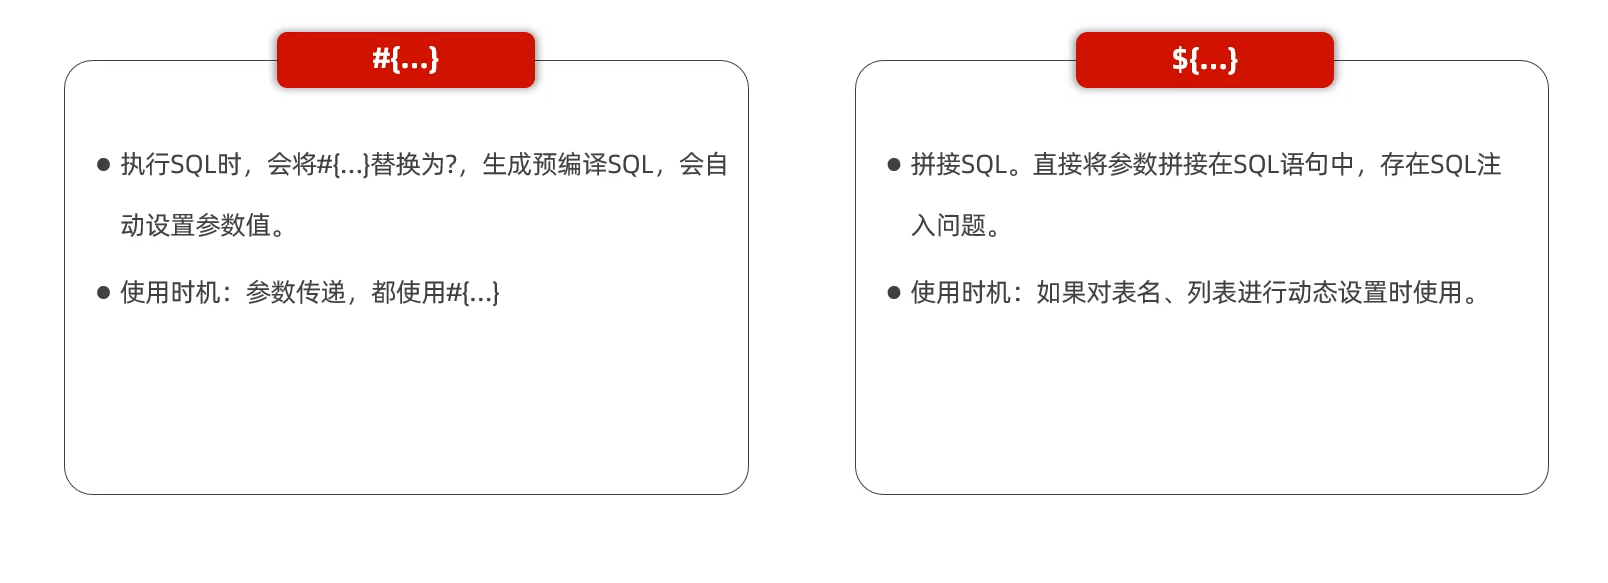 #{...}
● 执行SQL时，会将#{...}替换为?，生成预编译SQL，会自
动设置参数值。
● 使用时机：参数传递，都使用#{...}
${...}
● 拼接SQL。直接将参数拼接在SQL语句中，存在SQL注
入问题。
● 使用时机：如果对表名、列表进行动态设置时使用。